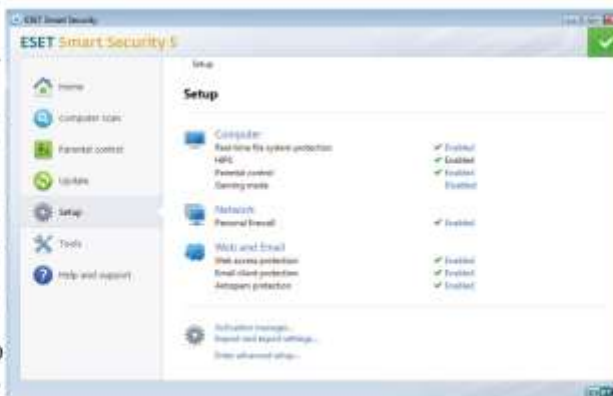 ESET Smart Security
ESET Smart Security 5
Setup
Home
Setup
Computer scan
Computer
Real-time file system protection ✔ Enabled
HIPS ✔ Enabled
Parental control
Parental control ✔ Enabled
Gaming mode Disabled
Update
Setup
Network
Personal firewall ✔ Enabled
Tools
Web and Email
Web access protection ✔ Enabled
Email client protection ✔ Enabled
Antispam protection ✔ Enabled
Help and support
Activation manager...
Import and export settings...
Enter advanced setup...